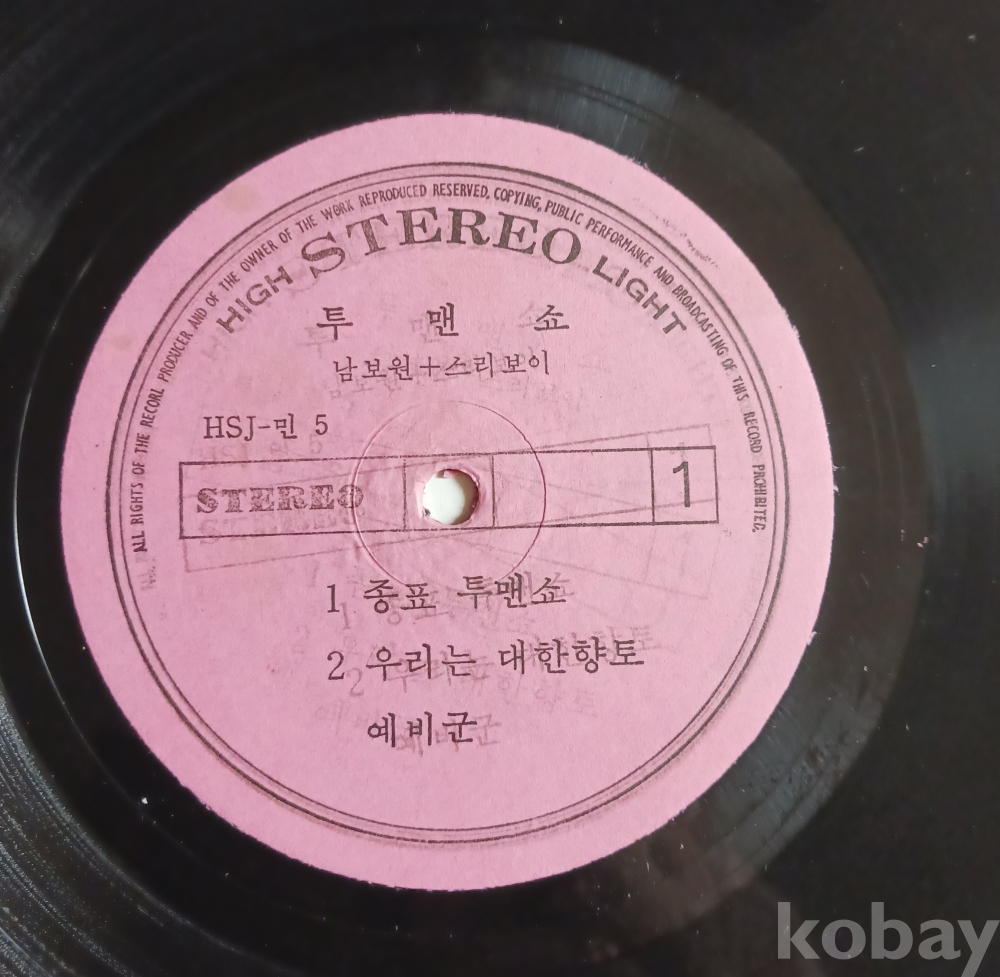 ALL RIGHTS OF THE RECORL PRODUCER AND OF THE OWNER OF THE WORK REPRODUCED RESERVED. COPYING, PUBLIC PERFORMANCE AND BROADCASTING OF THIS RECORD PRCHIBITED.
HIGH STEREO LIGHT
투 맨 쇼
남보원+스리보이
HSJ-민 5
STEREO 1
1 종표 투맨쇼
2 우리는 대한향토
예비군
kobay